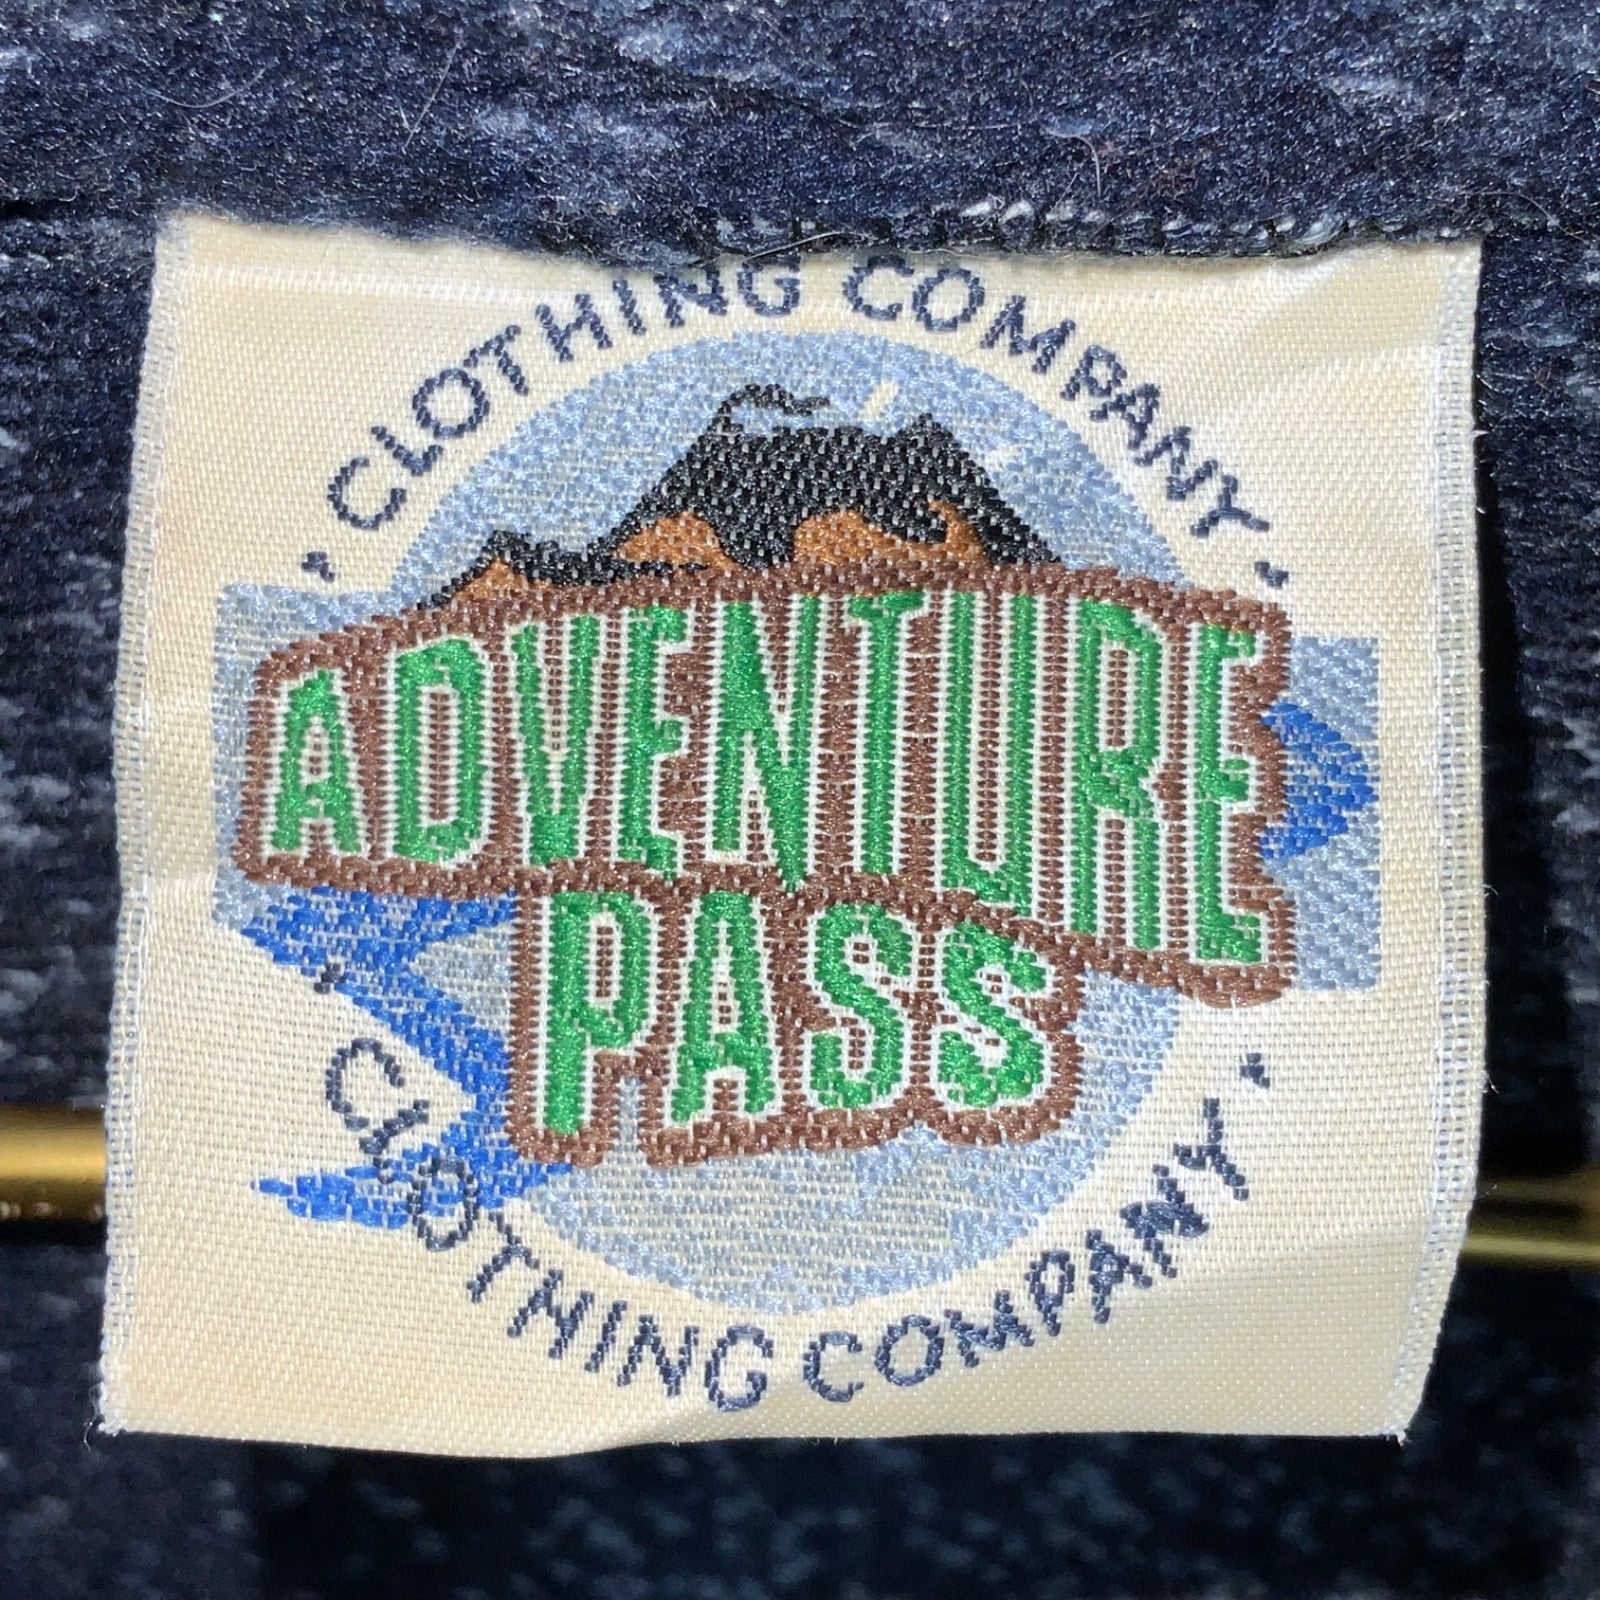 • CLOTHING COMPANY •
ADVENTURE
PASS
• CLOTHING COMPANY •